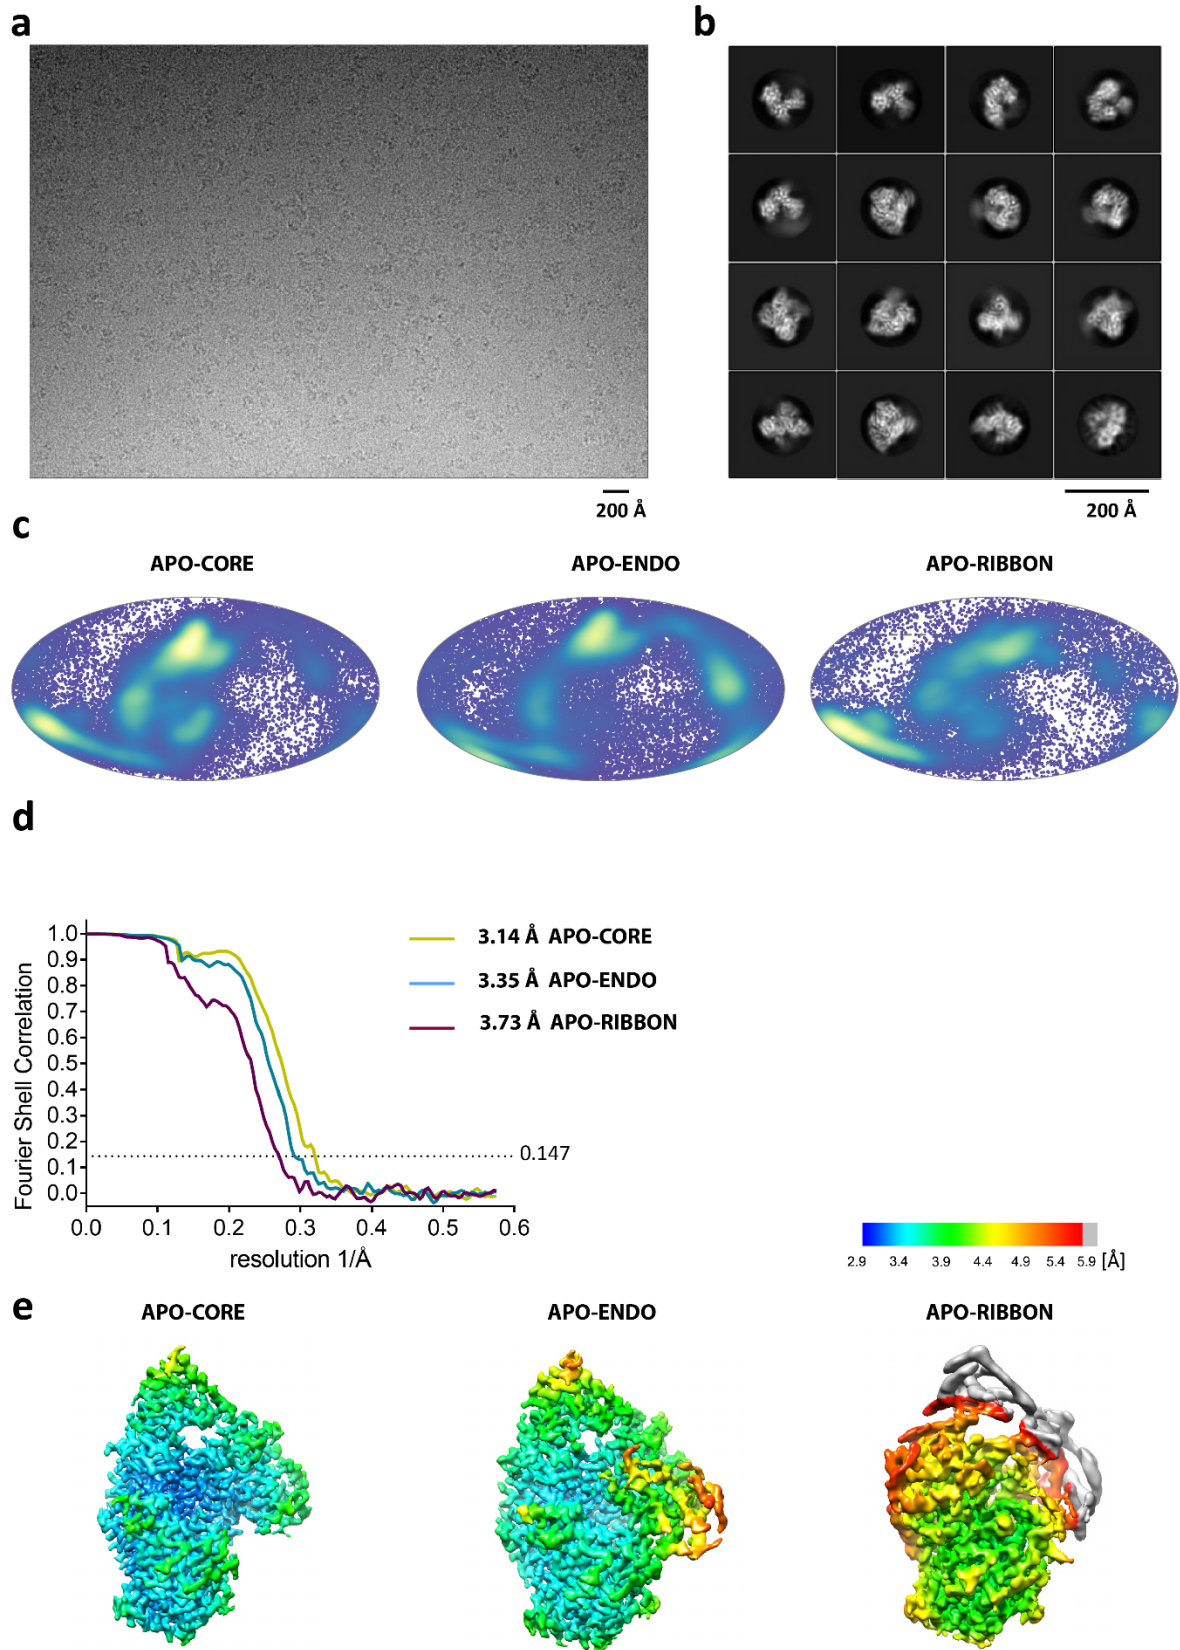 a
b
200 Å
200 Å
c
APO-CORE
APO-ENDO
APO-RIBBON
d
Fourier Shell Correlation
1.0
0.9
0.8
0.7
0.6
0.5
0.4
0.3
0.2
0.1
0.0
0.0 0.1 0.2 0.3 0.4 0.5 0.6
resolution 1/Å
3.14 Å APO-CORE
3.35 Å APO-ENDO
3.73 Å APO-RIBBON
0.147
2.9 3.4 3.9 4.4 4.9 5.4 5.9 [Å]
e
APO-CORE
APO-ENDO
APO-RIBBON